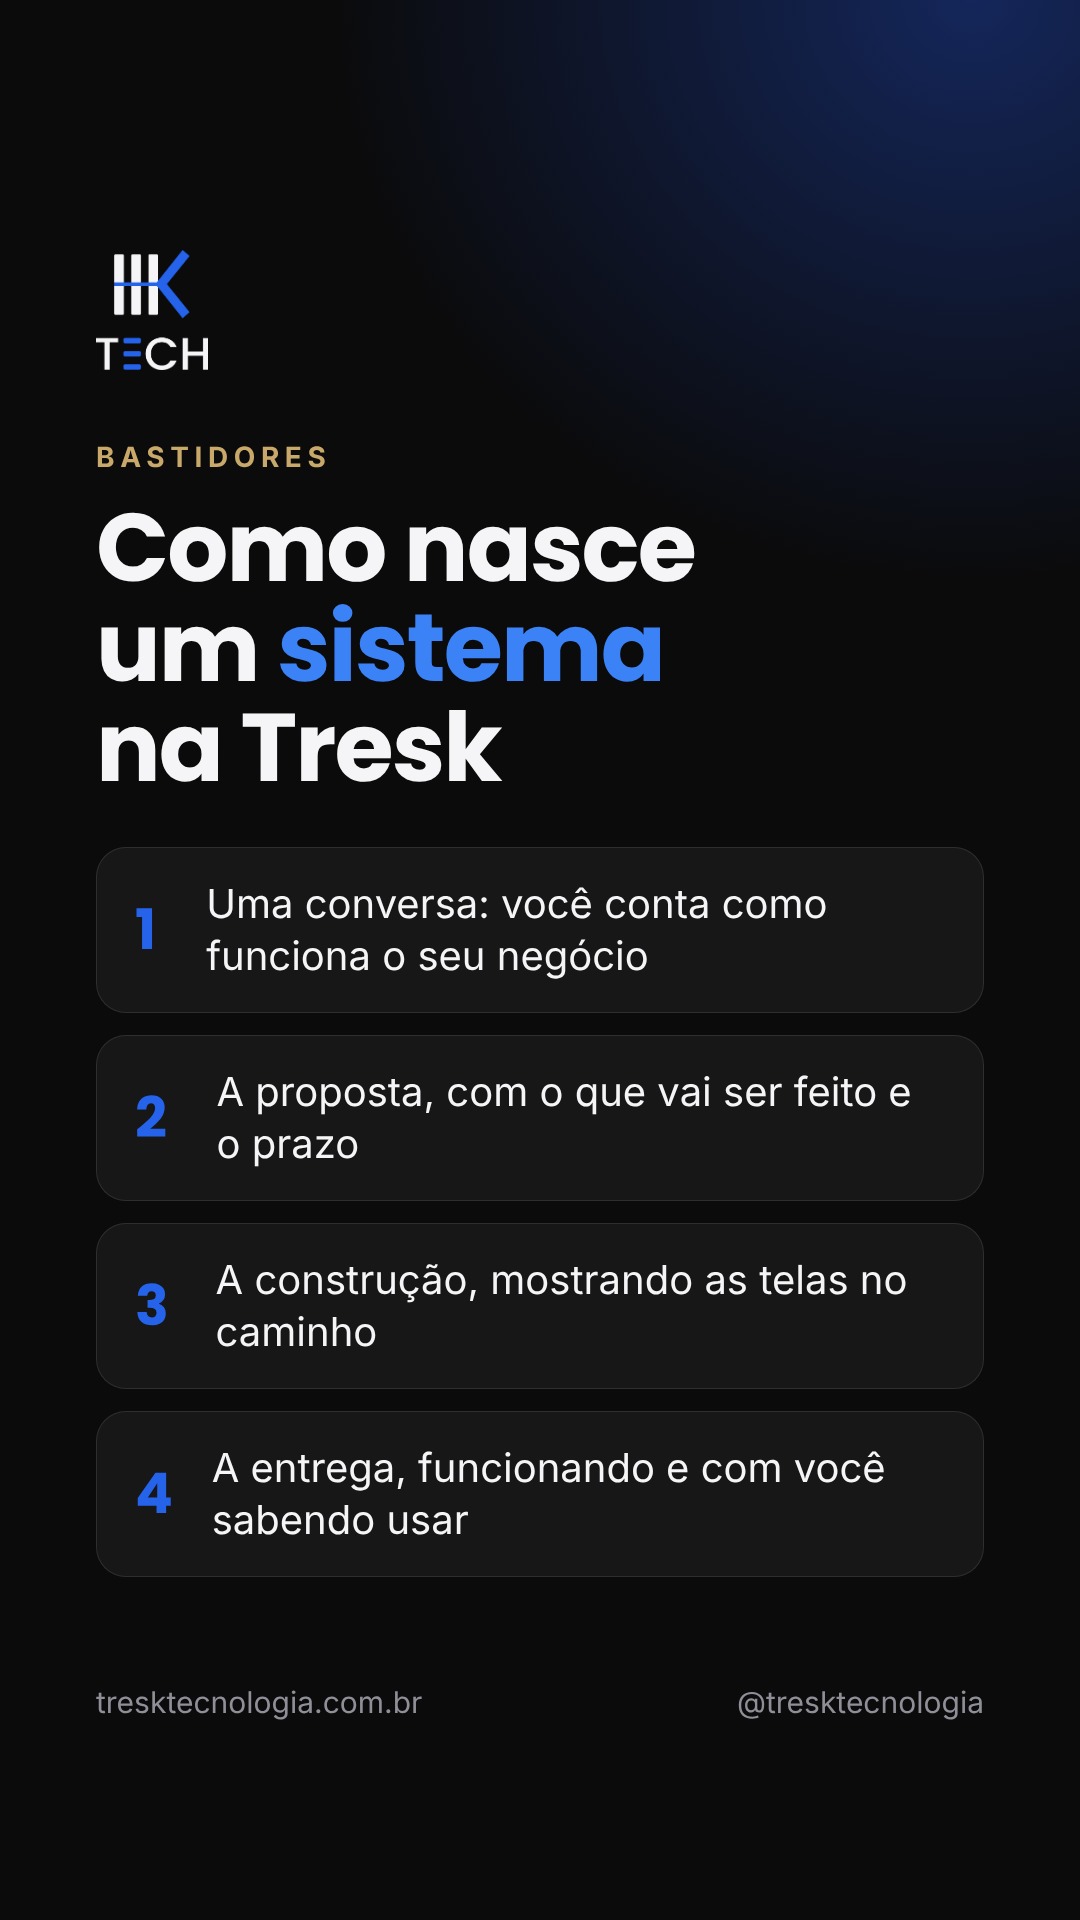 TECH
BASTIDORES
Como nasce
um sistema
na Tresk
1
Uma conversa: você conta como
funciona o seu negócio
2
A proposta, com o que vai ser feito e
o prazo
3
A construção, mostrando as telas no
caminho
4
A entrega, funcionando e com você
sabendo usar
tresktecnologia.com.br
@tresktecnologia